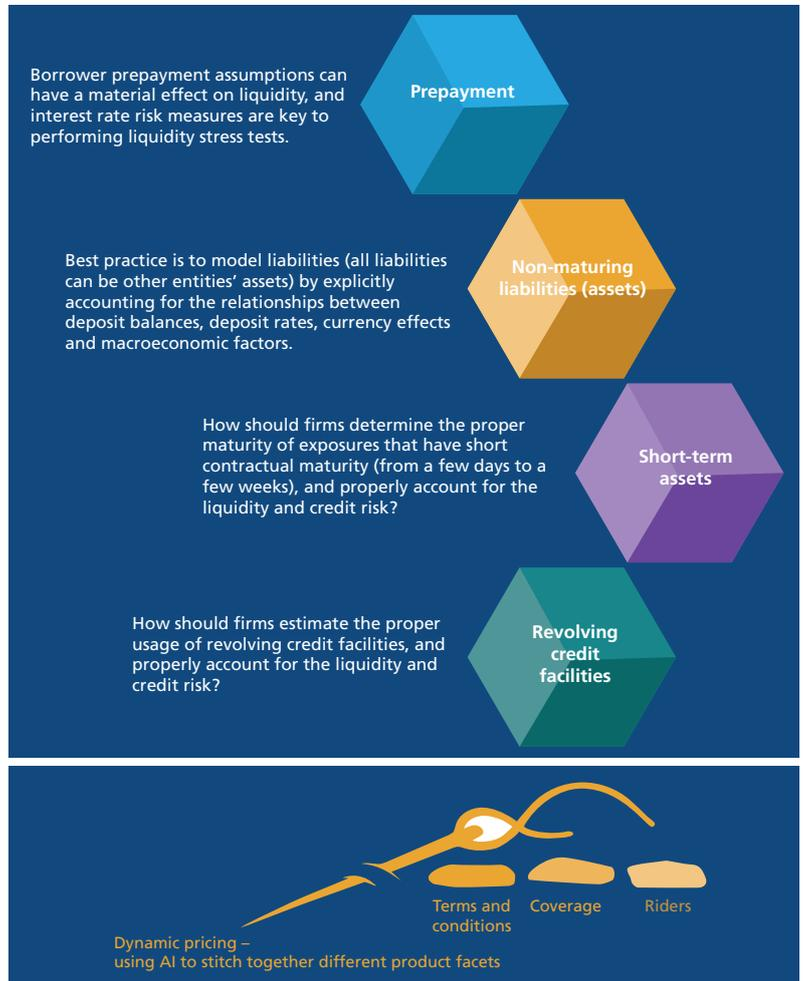 Borrower prepayment assumptions can
have a material effect on liquidity, and
interest rate risk measures are key to
performing liquidity stress tests.
Prepayment
Best practice is to model liabilities (all liabilities
can be other entities’ assets) by explicitly
accounting for the relationships between
deposit balances, deposit rates, currency effects
and macroeconomic factors.
Non-maturing
liabilities (assets)
How should firms determine the proper
maturity of exposures that have short
contractual maturity (from a few days to a
few weeks), and properly account for the
liquidity and credit risk?
Short-term
assets
How should firms estimate the proper
usage of revolving credit facilities, and
properly account for the liquidity and
credit risk?
Revolving
credit
facilities
Terms and
conditions
Coverage
Riders
Dynamic pricing –
using AI to stitch together different product facets